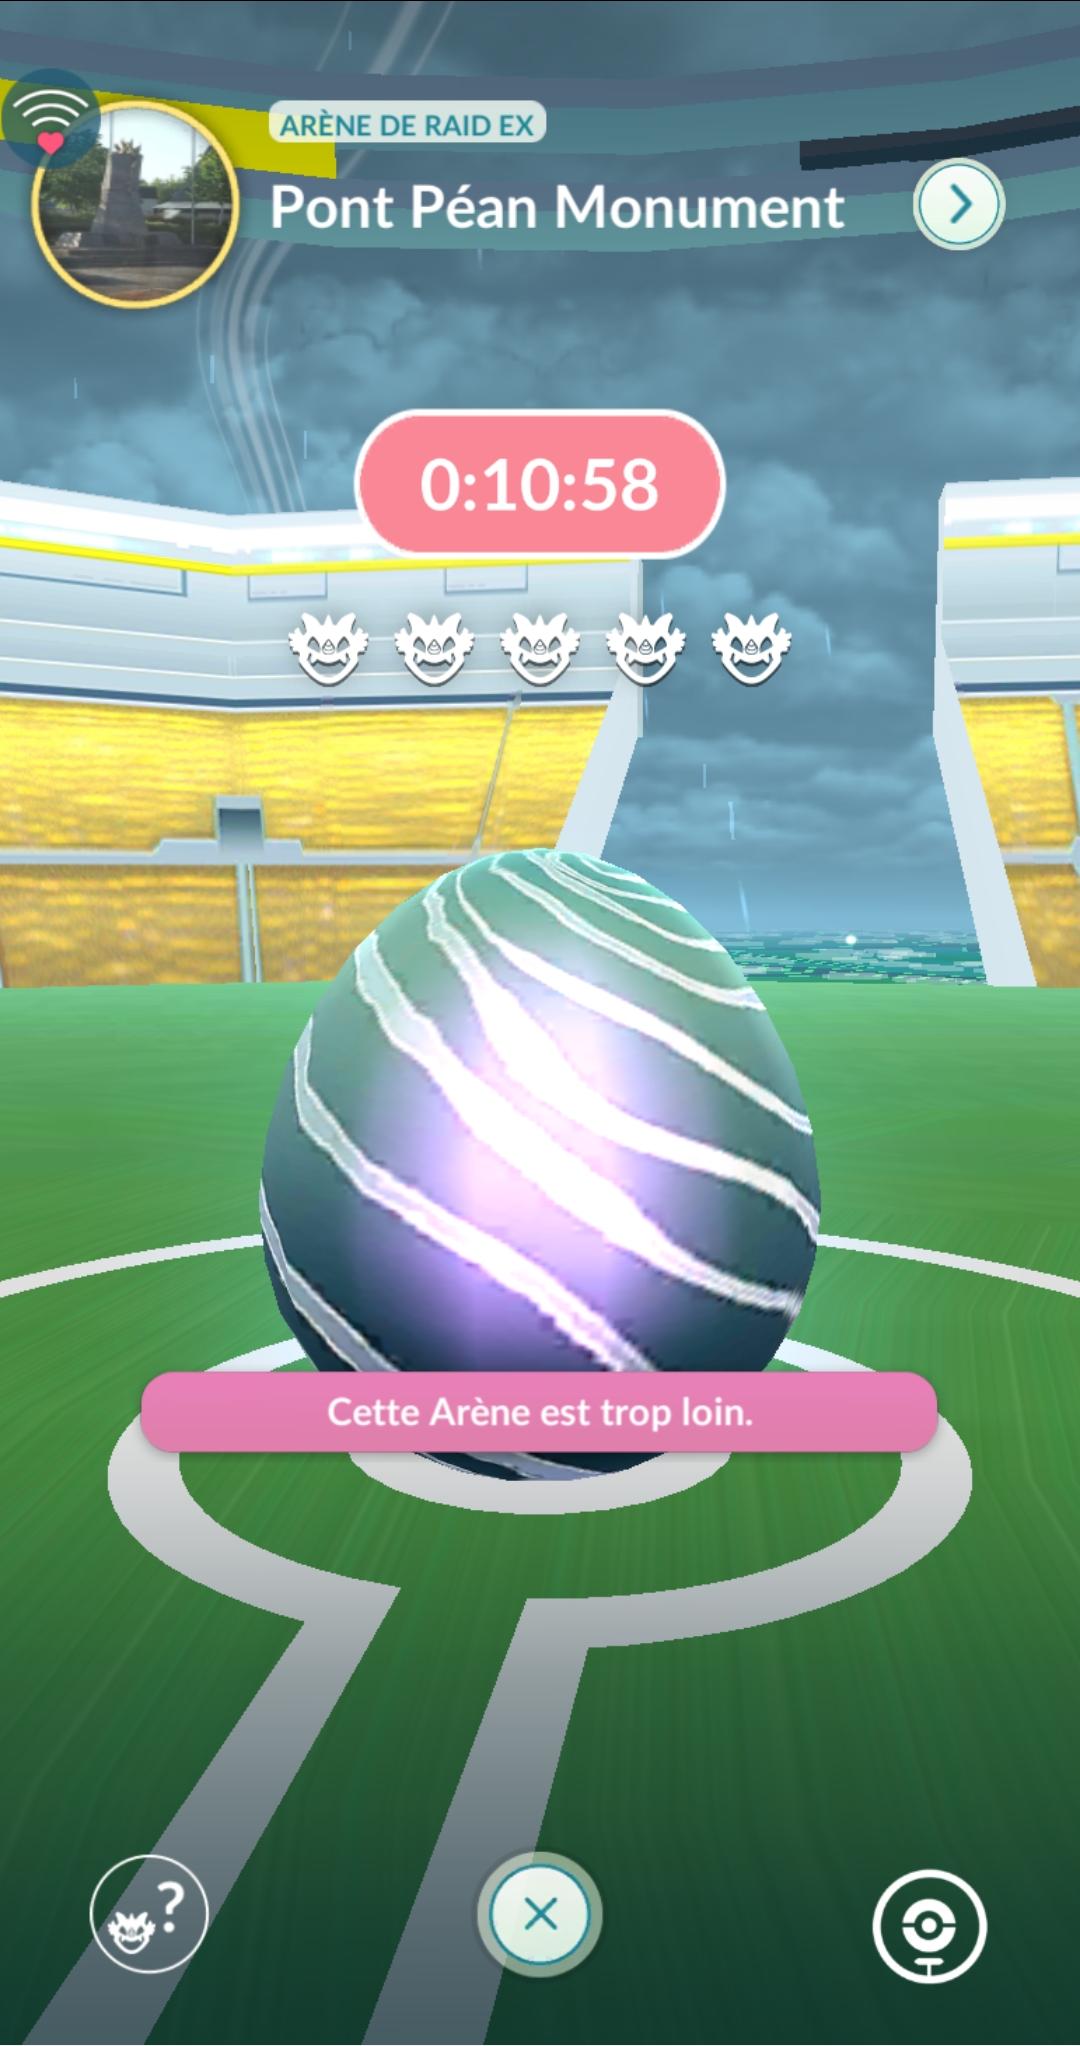 ARÈNE DE RAID EX
Pont Péan Monument
0:10:58
Cette Arène est trop loin.
?